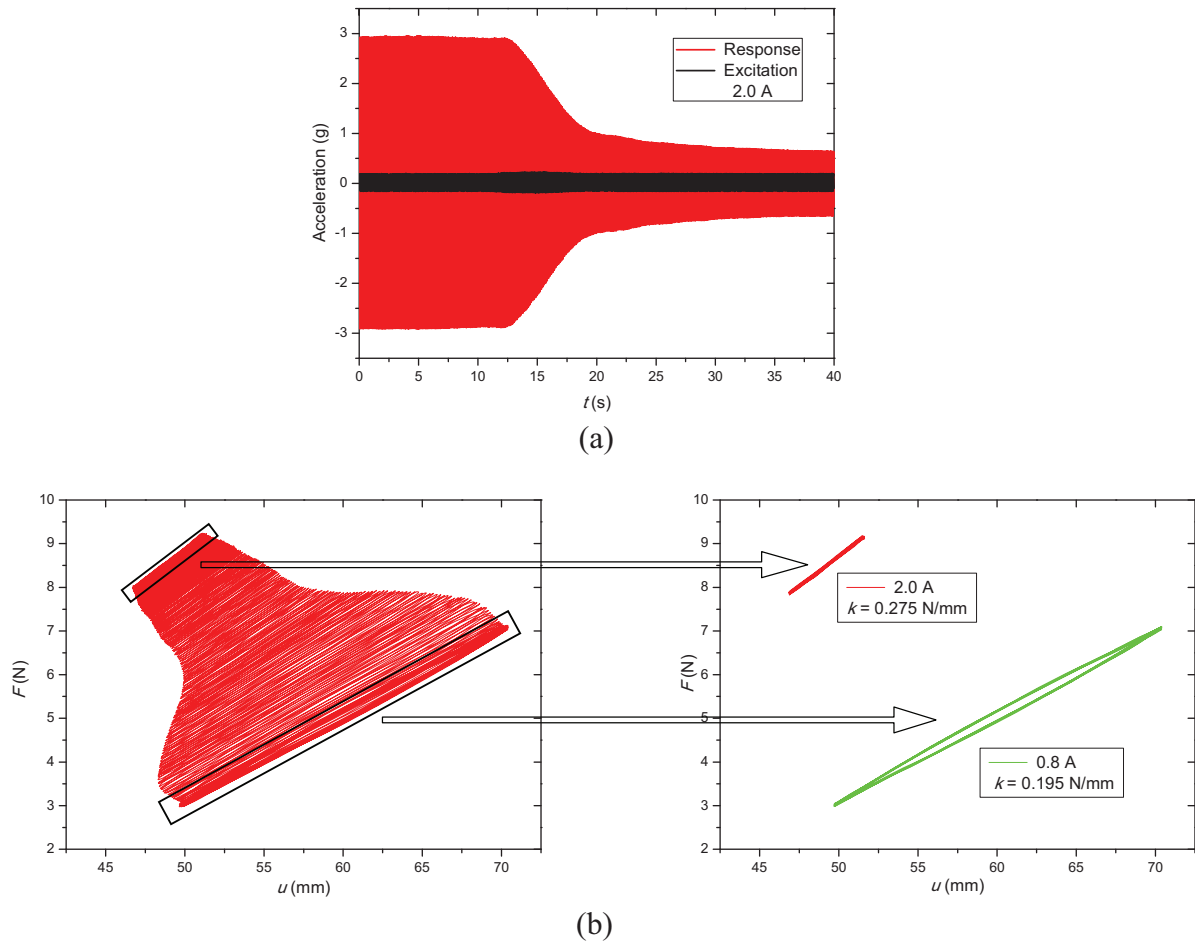 3
2
1
0
-1
-2
-3
Acceleration (g)
Response
Excitation
2.0 A
0 5 10 15 20 25 30 35 40
t (s)
(a)
10
9
8
7
6
5
4
3
2
F (N)
45 50 55 60 65 70
u (mm)
10
9
8
7
6
5
4
3
2
F (N)
2.0 A
k = 0.275 N/mm
0.8 A
k = 0.195 N/mm
45 50 55 60 65 70
u (mm)
(b)